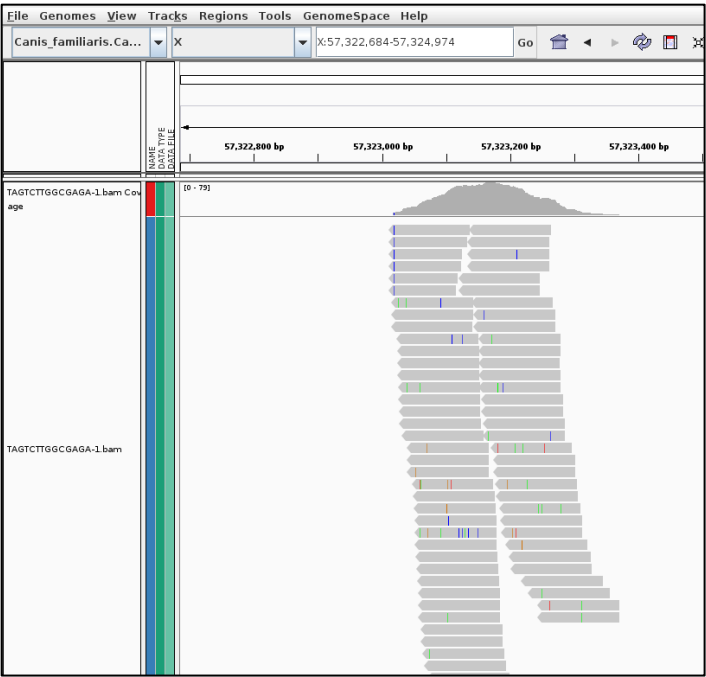 File Genomes View Tracks Regions Tools GenomeSpace Help
Canis_familiaris.Ca... X X:57,322,684-57,324,974 Go
NAME
DATA TYPE
DATA FILE
57,322,800 bp 57,323,000 bp 57,323,200 bp 57,323,400 bp
TAGTCTTGGCGAGA-1.bam Cov
age
[0 - 79]
TAGTCTTGGCGAGA-1.bam